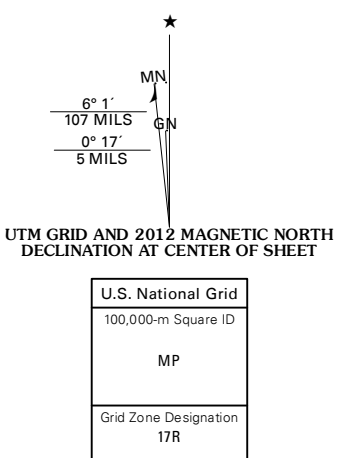 ★
MN
6° 1´
107 MILS
GN
0° 17´
5 MILS
UTM GRID AND 2012 MAGNETIC NORTH
DECLINATION AT CENTER OF SHEET
U.S. National Grid
100,000-m Square ID
MP
Grid Zone Designation
17R